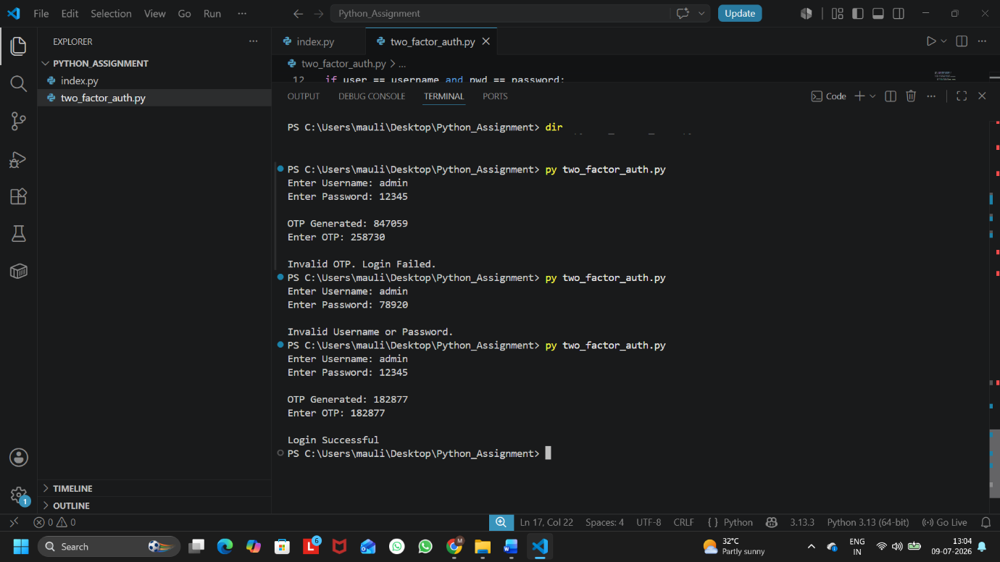 File Edit Selection View Go Run ···
Python_Assignment
Update
EXPLORER
PYTHON_ASSIGNMENT
index.py
two_factor_auth.py
TIMELINE
OUTLINE
index.py
two_factor_auth.py
two_factor_auth.py > ...
12 if user == username and pwd == password:
OUTPUT DEBUG CONSOLE TERMINAL PORTS
Code
PS C:\Users\mauli\Desktop\Python_Assignment> dir
PS C:\Users\mauli\Desktop\Python_Assignment> py two_factor_auth.py
Enter Username: admin
Enter Password: 12345
OTP Generated: 847059
Enter OTP: 258730
Invalid OTP. Login Failed.
PS C:\Users\mauli\Desktop\Python_Assignment> py two_factor_auth.py
Enter Username: admin
Enter Password: 78920
Invalid Username or Password.
PS C:\Users\mauli\Desktop\Python_Assignment> py two_factor_auth.py
Enter Username: admin
Enter Password: 12345
OTP Generated: 182877
Enter OTP: 182877
Login Successful
PS C:\Users\mauli\Desktop\Python_Assignment>
1
0 0
Ln 17, Col 22 Spaces: 4 UTF-8 CRLF { } Python 3.13.3 Python 3.13 (64-bit) Go Live
Search
L 6
M
W
32°C
Partly sunny
ENG
IN
13:04
09-07-2026